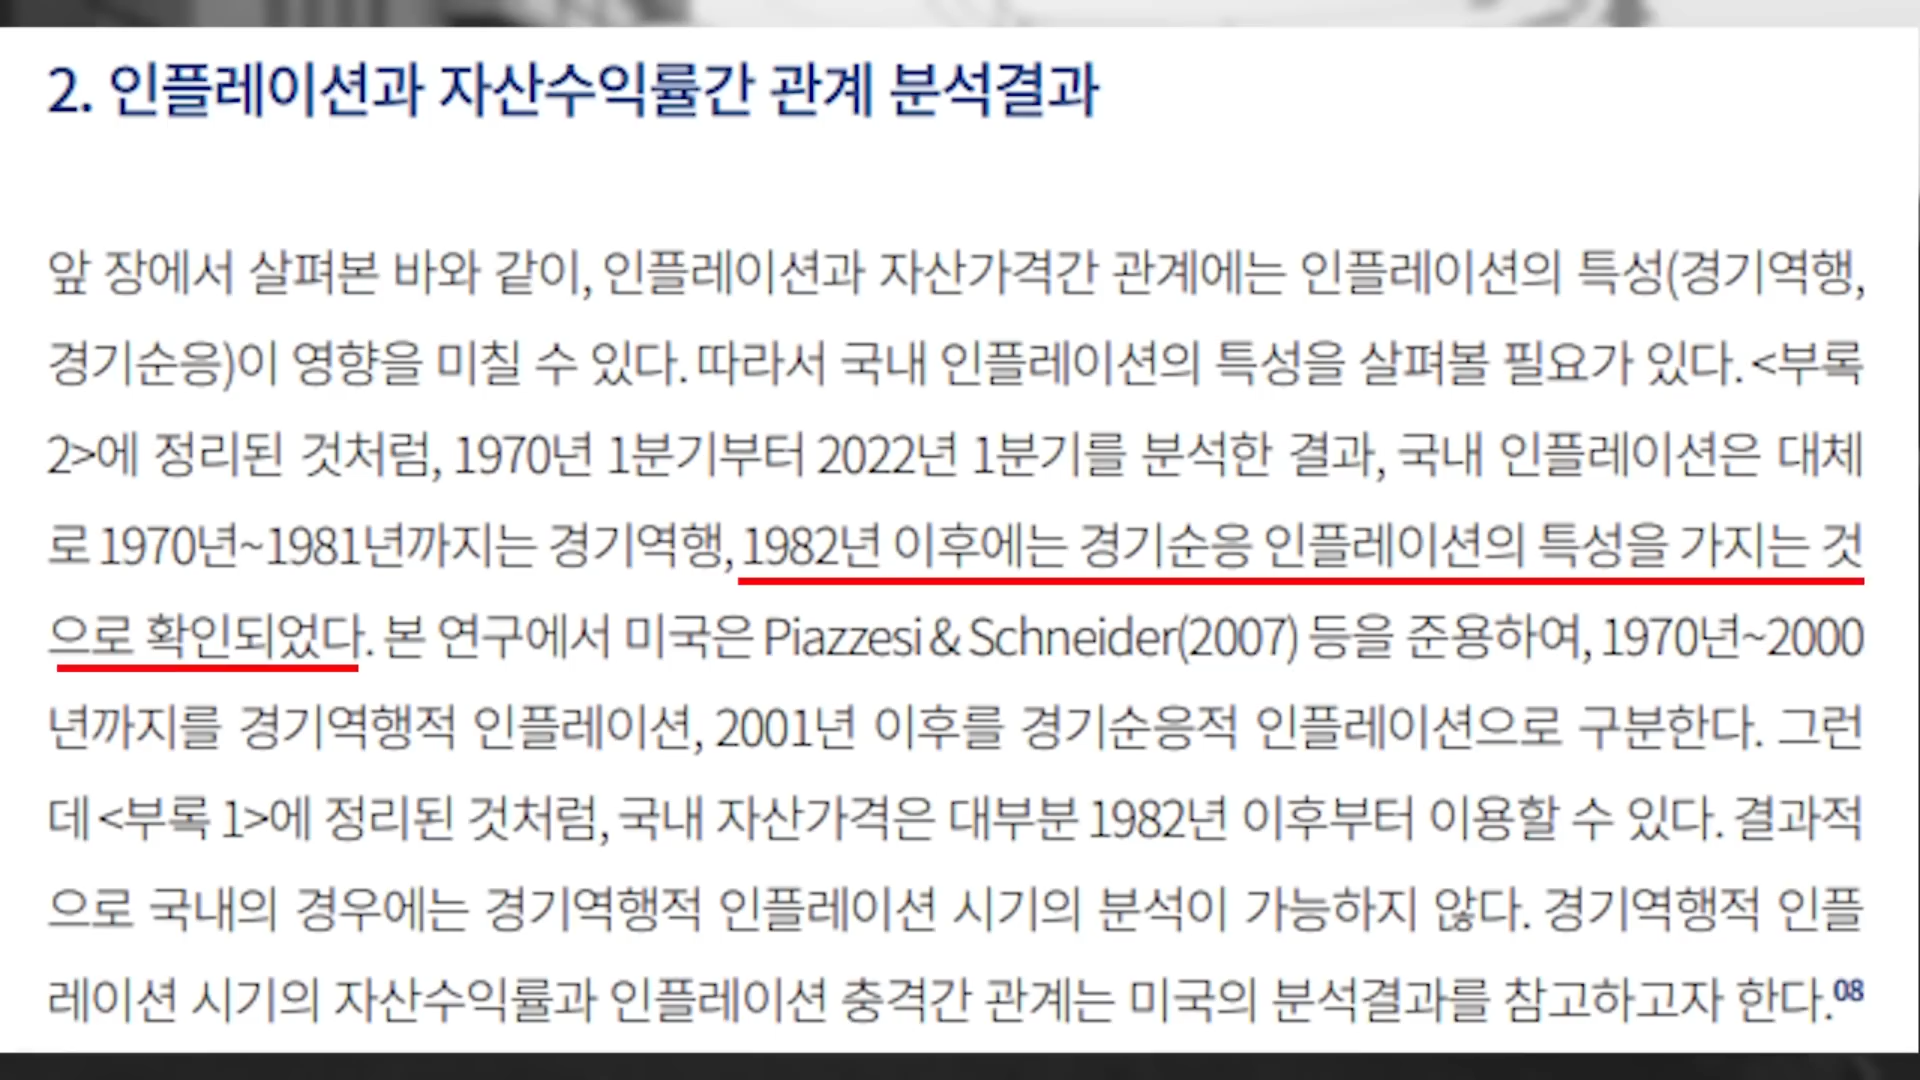 2. 인플레이션과 자산수익률간 관계 분석결과
앞 장에서 살펴본 바와 같이, 인플레이션과 자산가격간 관계에는 인플레이션의 특성(경기역행,
경기순응)이 영향을 미칠 수 있다. 따라서 국내 인플레이션의 특성을 살펴볼 필요가 있다. <부록
2>에 정리된 것처럼, 1970년 1분기부터 2022년 1분기를 분석한 결과, 국내 인플레이션은 대체
로 1970년~1981년까지는 경기역행, 1982년 이후에는 경기순응 인플레이션의 특성을 가지는 것
으로 확인되었다. 본 연구에서 미국은 Piazzesi & Schneider(2007) 등을 준용하여, 1970년~2000
년까지를 경기역행적 인플레이션, 2001년 이후를 경기순응적 인플레이션으로 구분한다. 그런
데 <부록 1>에 정리된 것처럼, 국내 자산가격은 대부분 1982년 이후부터 이용할 수 있다. 결과적
으로 국내의 경우에는 경기역행적 인플레이션 시기의 분석이 가능하지 않다. 경기역행적 인플
레이션 시기의 자산수익률과 인플레이션 충격간 관계는 미국의 분석결과를 참고하고자 한다.08